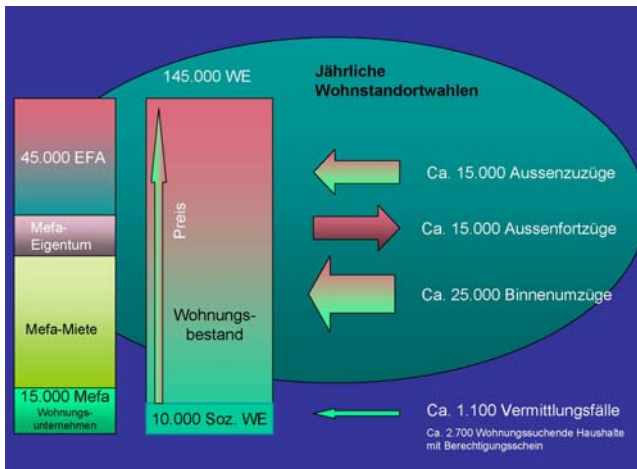 145.000 WE
Jährliche
Wohnstandortwahlen
45.000 EFA
Mefa-
Eigentum
Mefa-Miete
15.000 Mefa
Wohnungs-
unternehmen
Preis
Wohnungs-
bestand
10.000 Soz. WE
Ca. 15.000 Aussenzuzüge
Ca. 15.000 Aussenfortzüge
Ca. 25.000 Binnenumzüge
Ca. 1.100 Vermittlungsfälle
Ca. 2.700 Wohnungssuchende Haushalte
mit Berechtigungsschein